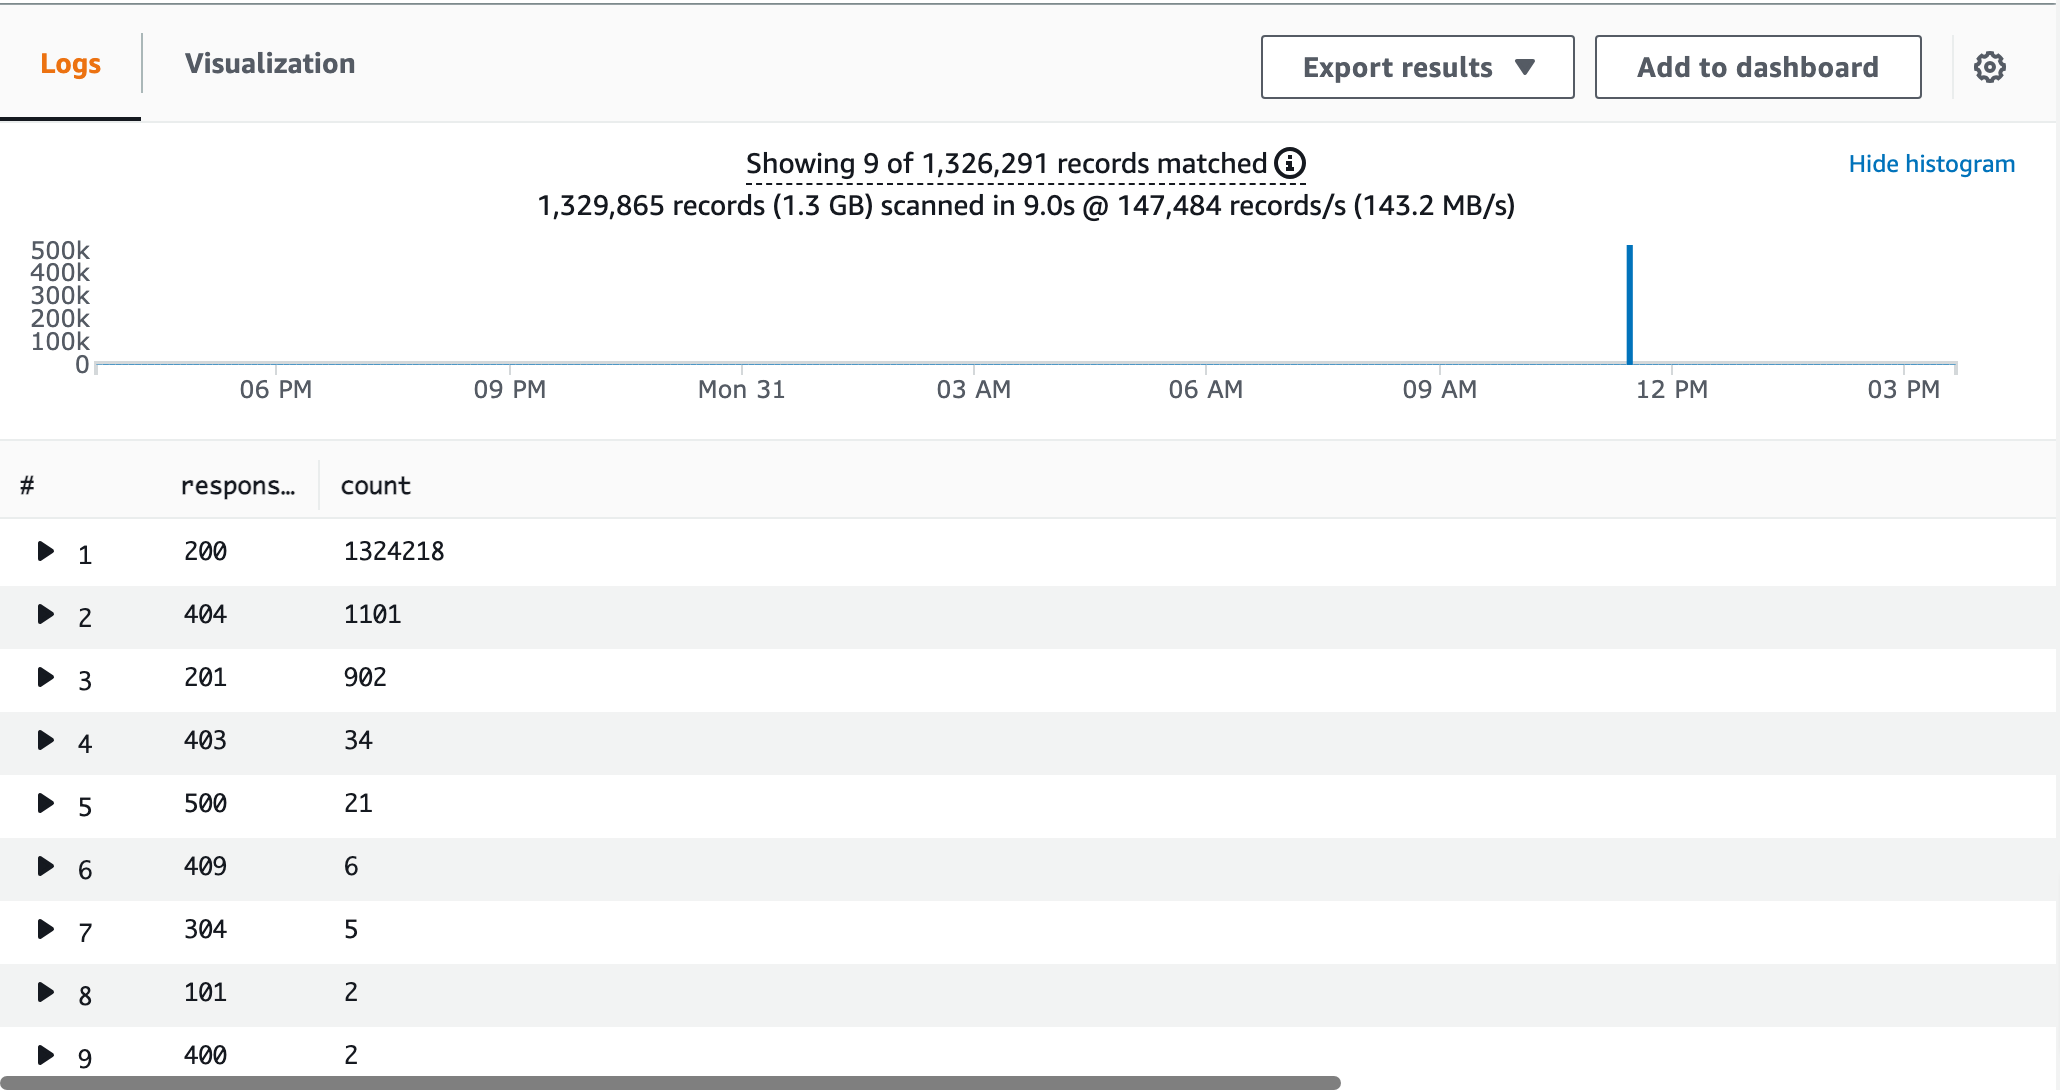 Logs Visualization Export results Add to dashboard
Showing 9 of 1,326,291 records matched Hide histogram
1,329,865 records (1.3 GB) scanned in 9.0s @ 147,484 records/s (143.2 MB/s)
500k
400k
300k
200k
100k
0
06 PM 09 PM Mon 31 03 AM 06 AM 09 AM 12 PM 03 PM
# respons… count
1 200 1324218
2 404 1101
3 201 902
4 403 34
5 500 21
6 409 6
7 304 5
8 101 2
9 400 2